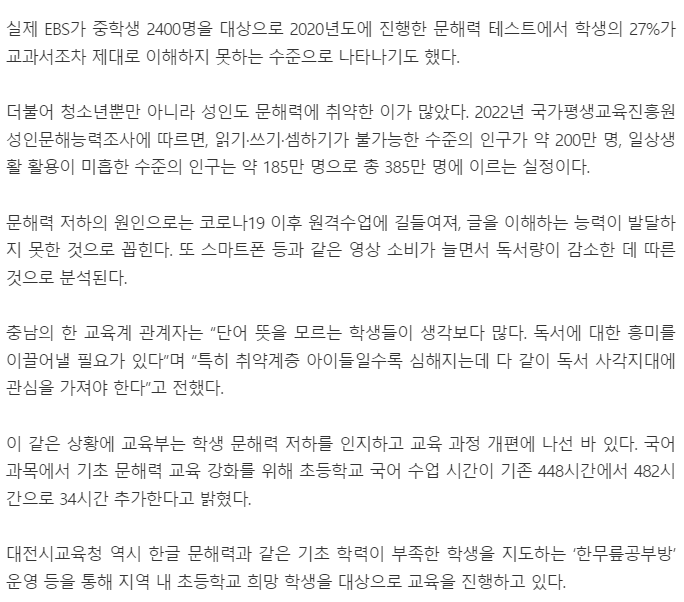 실제 EBS가 중학생 2400명을 대상으로 2020년도에 진행한 문해력 테스트에서 학생의 27%가
교과서조차 제대로 이해하지 못하는 수준으로 나타나기도 했다.
더불어 청소년뿐만 아니라 성인도 문해력에 취약한 이가 많았다. 2022년 국가평생교육진흥원
성인문해능력조사에 따르면, 읽기·쓰기·셈하기가 불가능한 수준의 인구가 약 200만 명, 일상생
활 활용이 미흡한 수준의 인구는 약 185만 명으로 총 385만 명에 이르는 실정이다.
문해력 저하의 원인으로는 코로나19 이후 원격수업에 길들여져, 글을 이해하는 능력이 발달하
지 못한 것으로 꼽힌다. 또 스마트폰 등과 같은 영상 소비가 늘면서 독서량이 감소한 데 따른
것으로 분석된다.
충남의 한 교육계 관계자는 “단어 뜻을 모르는 학생들이 생각보다 많다. 독서에 대한 흥미를
이끌어낼 필요가 있다”며 “특히 취약계층 아이들일수록 심해지는데 다 같이 독서 사각지대에
관심을 가져야 한다”고 전했다.
이 같은 상황에 교육부는 학생 문해력 저하를 인지하고 교육 과정 개편에 나선 바 있다. 국어
과목에서 기초 문해력 교육 강화를 위해 초등학교 국어 수업 시간이 기존 448시간에서 482시
간으로 34시간 추가한다고 밝혔다.
대전시교육청 역시 한글 문해력과 같은 기초 학력이 부족한 학생을 지도하는 ‘한무릎공부방’
운영 등을 통해 지역 내 초등학교 희망 학생을 대상으로 교육을 진행하고 있다.